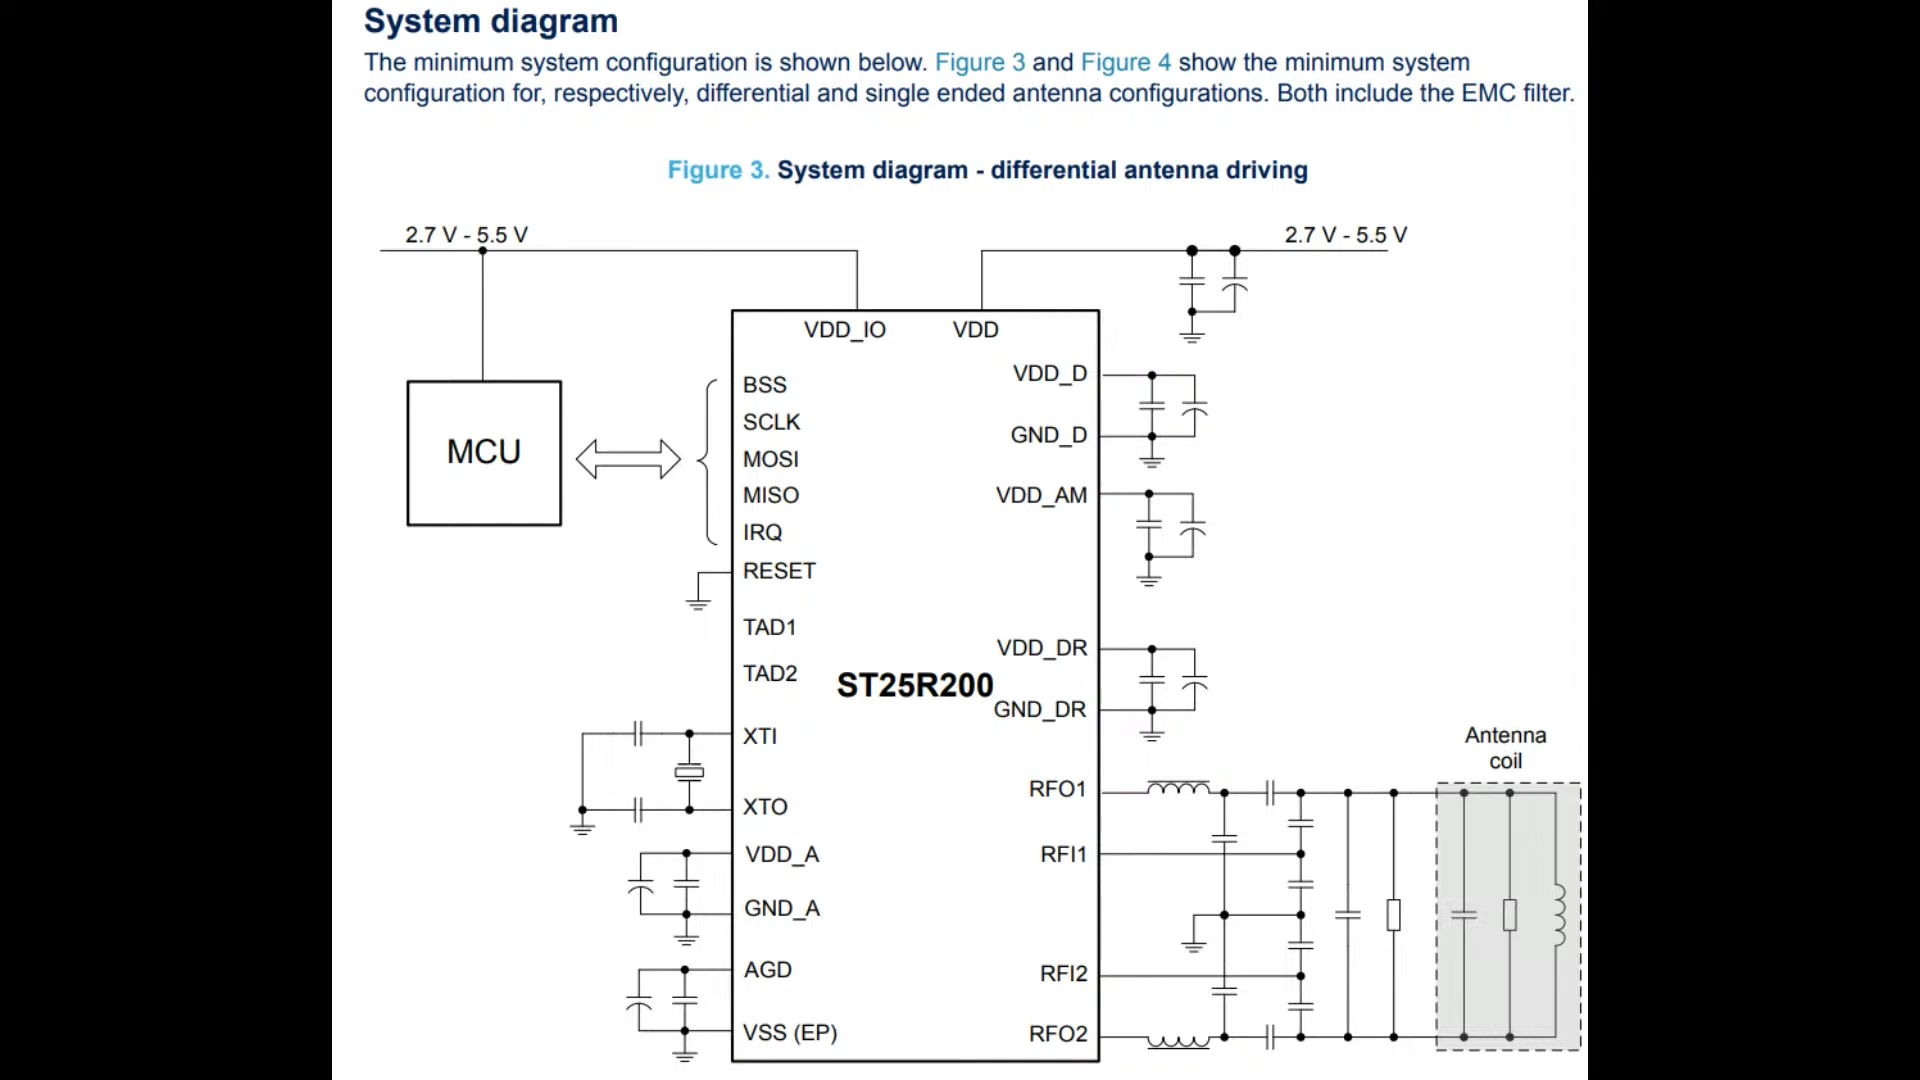 System diagram
The minimum system configuration is shown below. Figure 3 and Figure 4 show the minimum system
configuration for, respectively, differential and single ended antenna configurations. Both include the EMC filter.
Figure 3. System diagram - differential antenna driving
2.7 V - 5.5 V
2.7 V - 5.5 V
VDD_IO
VDD
MCU
BSS
SCLK
MOSI
MISO
IRQ
RESET
TAD1
TAD2
XTI
XTO
VDD_A
GND_A
AGD
VSS (EP)
ST25R200
VDD_D
GND_D
VDD_AM
VDD_DR
GND_DR
RFO1
RFI1
RFI2
RFO2
Antenna
coil